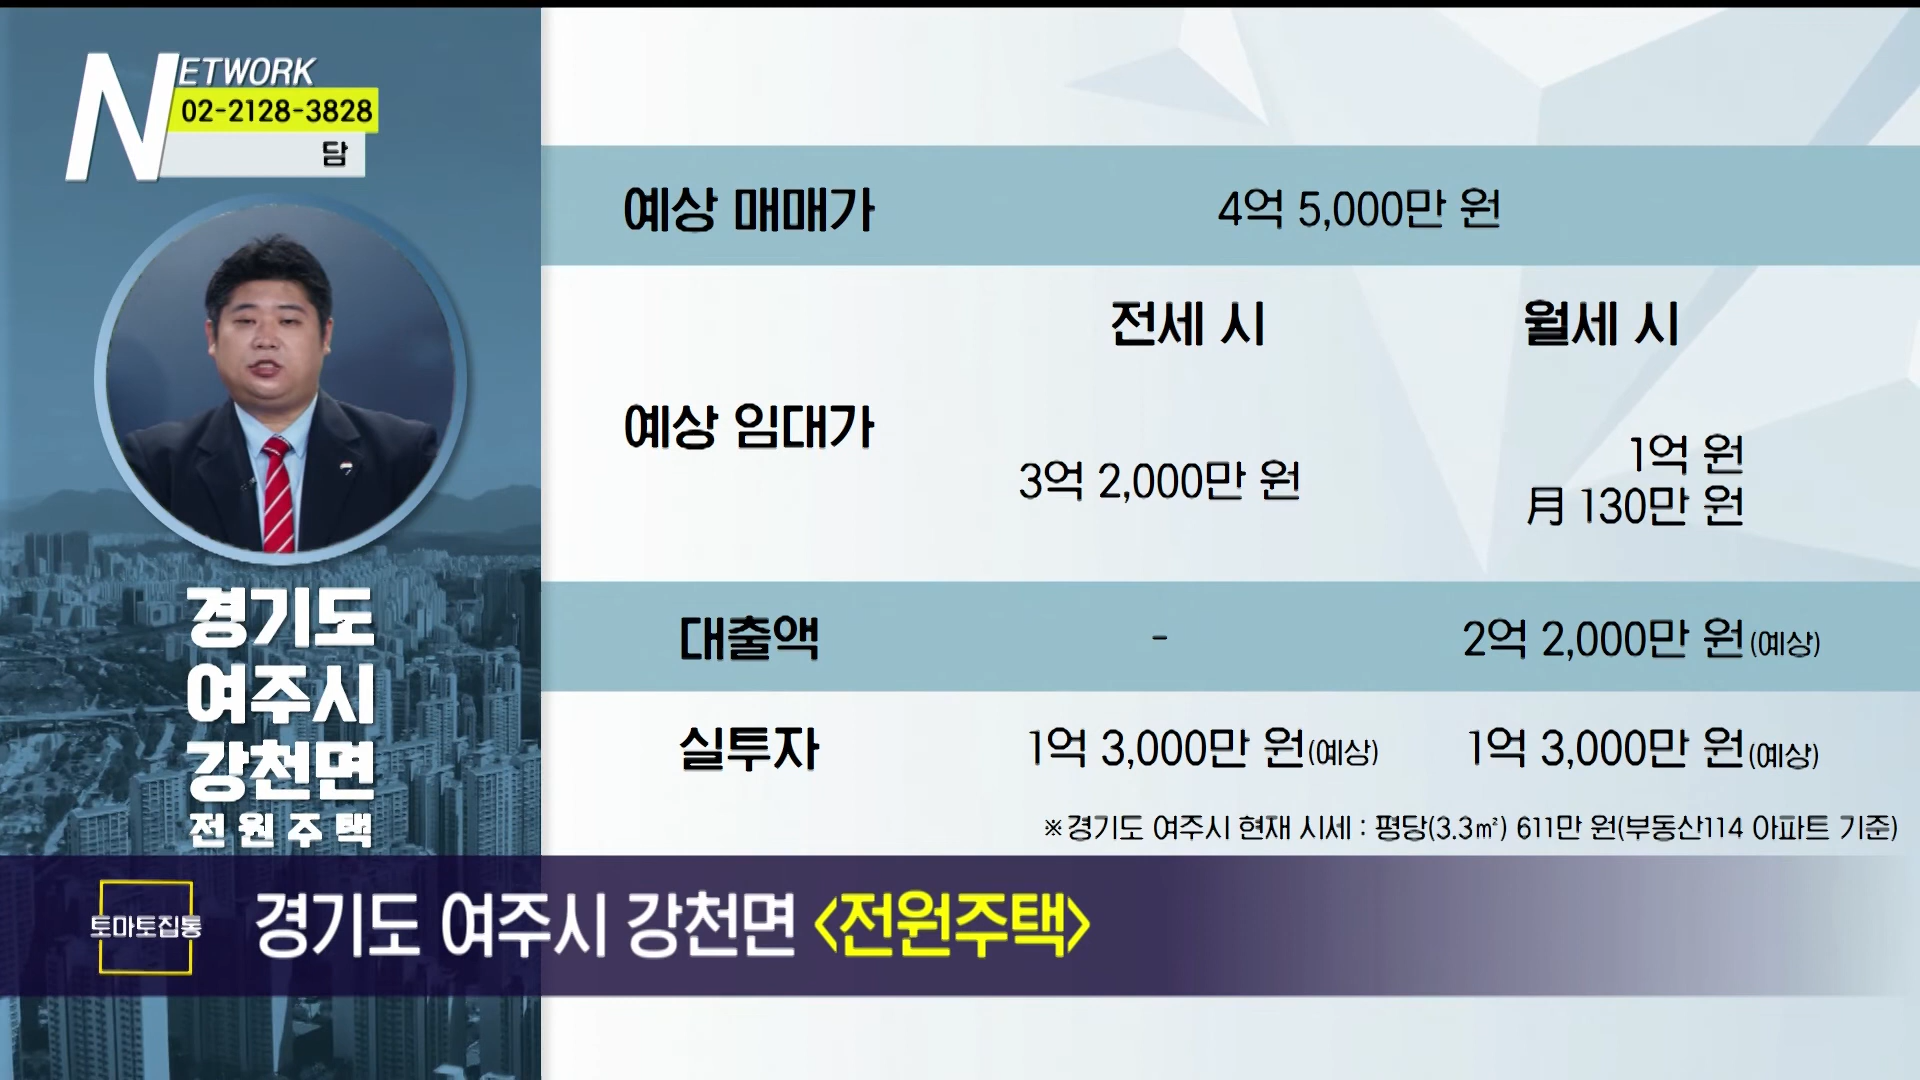 NETWORK
02-2128-3828
담
경기도
여주시
강천면
전원주택
예상 매매가 4억 5,000만 원
전세 시 월세 시
예상 임대가 3억 2,000만 원 1억 원
月 130만 원
대출액 - 2억 2,000만 원(예상)
실투자 1억 3,000만 원(예상) 1억 3,000만 원(예상)
※경기도 여주시 현재 시세 : 평당(3.3㎡) 611만 원(부동산114 아파트 기준)
토마토집통 경기도 여주시 강천면 <전원주택>